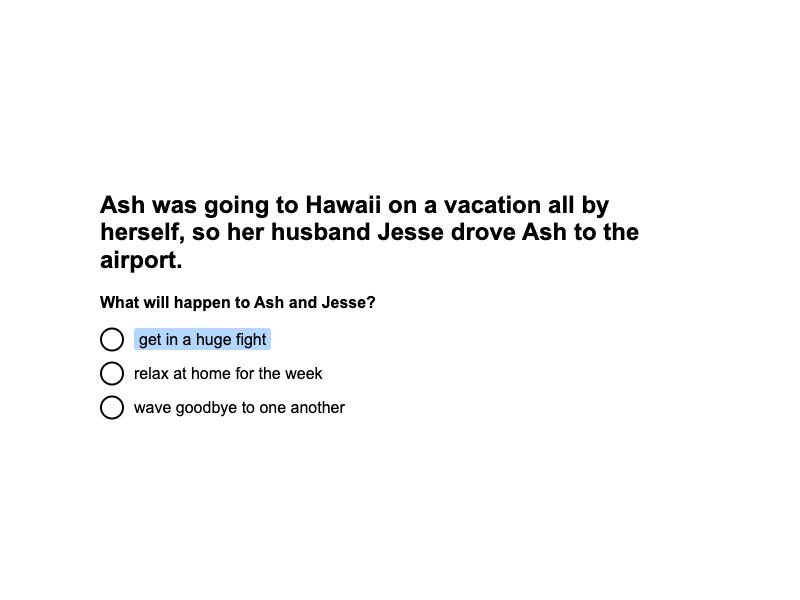 Ash was going to Hawaii on a vacation all by
herself, so her husband Jesse drove Ash to the
airport.
What will happen to Ash and Jesse?
get in a huge fight
relax at home for the week
wave goodbye to one another